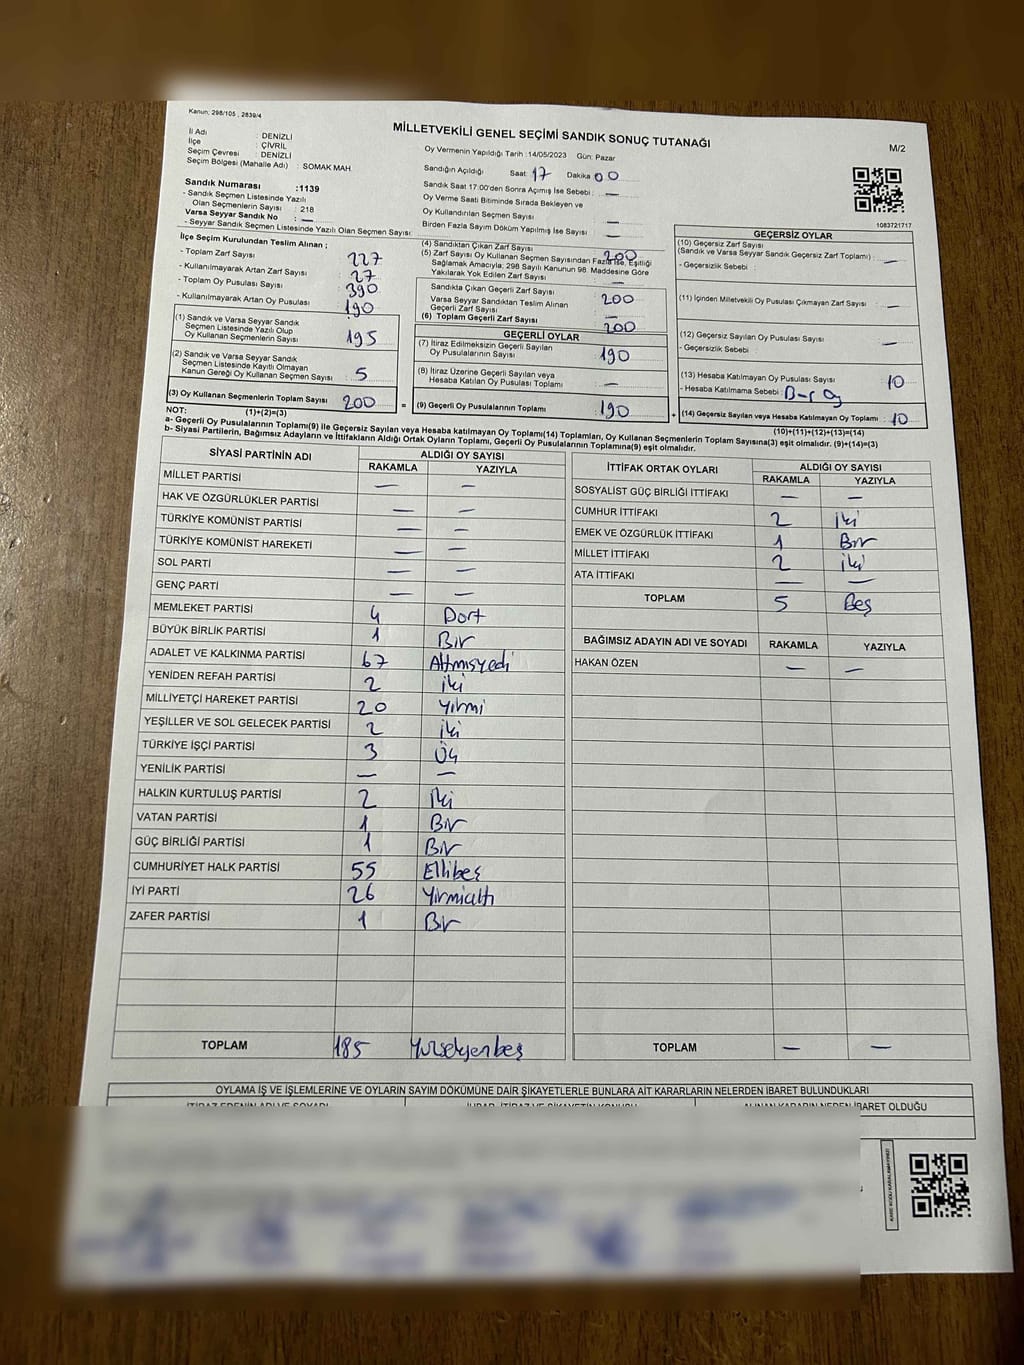 Kanun: 298/105 , 2839/4
MİLLETVEKİLİ GENEL SEÇİMİ SANDIK SONUÇ TUTANAĞI
M/2
İl Adı : DENİZLİ
İlçe : ÇİVRİL
Seçim Çevresi : DENİZLİ
Seçim Bölgesi (Mahalle Adı) : SOMAK MAH
Sandık Numarası :1139
- Sandık Seçmen Listesinde Yazılı
Olan Seçmenlerin Sayısı : 218
Varsa Seyyar Sandık No : —
- Seyyar Sandık Seçmen Listesinde Yazılı Olan Seçmen Sayısı:
Oy Vermenin Yapıldığı Tarih :14/05/2023 Gün: Pazar
Sandığın Açıldığı Saat: 17 Dakika 00
Sandık Saat 17:00'den Sonra Açımış İse Sebebi : —
Oy Verme Saati Bitiminde Sırada Bekleyen ve
Oy Kullandırılan Seçmen Sayısı —
Birden Fazla Sayım Döküm Yapılmış İse Sayısı —
1083721717
İlçe Seçim Kurulundan Teslim Alınan ;
- Toplam Zarf Sayısı : 227
- Kullanılmayarak Artan Zarf Sayısı : 27
- Toplam Oy Pusulası Sayısı : 390
- Kullanılmayarak Artan Oy Pusulası : 190
(1) Sandık ve Varsa Seyyar Sandık
Seçmen Listesinde Yazılı Olup
Oy Kullanan Seçmenlerin Sayısı : 195
(2) Sandık ve Varsa Seyyar Sandık
Seçmen Listesinde Kayıtlı Olmayan
Kanun Gereği Oy Kullanan Seçmen Sayısı : 5
(3) Oy Kullanan Seçmenlerin Toplam Sayısı : 200 =
(1)+(2)=(3)
(4) Sandıktan Çıkan Zarf Sayısı 200
(5) Zarf Sayısı Oy Kullanan Seçmen Sayısından Fazla İse, Eşitliği
Sağlamak Amacıyla; 298 Sayılı Kanunun 98. Maddesine Göre
Yakılarak Yok Edilen Zarf Sayısı : —
Sandıkta Çıkan Geçerli Zarf Sayısı : 200
Varsa Seyyar Sandıktan Teslim Alınan
Geçerli Zarf Sayısı : —
(6) Toplam Geçerli Zarf Sayısı : 200
GEÇERLİ OYLAR
(7) İtiraz Edilmeksizin Geçerli Sayılan
Oy Pusulalarının Sayısı : 190
(8) İtiraz Üzerine Geçerli Sayılan veya
Hesaba Katılan Oy Pusulası Toplamı : —
(9) Geçerli Oy Pusulalarının Toplamı : 190 +
GEÇERSİZ OYLAR
(10) Geçersiz Zarf Sayısı
(Sandık ve Varsa Seyyar Sandık Geçersiz Zarf Toplamı) : —
- Geçersizlik Sebebi :
(11) İçinden Milletvekili Oy Pusulası Çıkmayan Zarf Sayısı : —
(12) Geçersiz Sayılan Oy Pusulası Sayısı : —
- Geçersizlik Sebebi :
(13) Hesaba Katılmayan Oy Pusulası Sayısı : 10
- Hesaba Katılmama Sebebi : Boş Oy
(14) Geçersiz Sayılan veya Hesaba Katılmayan Oy Toplamı : 10
(10)+(11)+(12)+(13)=(14)
NOT:
a- Geçerli Oy Pusulalarının Toplamı(9) ile Geçersiz Sayılan veya Hesaba katılmayan Oy Toplamı(14) Toplamları, Oy Kullanan Seçmenlerin Toplam Sayısına(3) eşit olmalıdır. (9)+(14)=(3)
b- Siyasi Partilerin, Bağımsız Adayların ve İttifakların Aldığı Ortak Oyların Toplamı, Geçerli Oy Pusulalarının Toplamına(9) eşit olmalıdır.
SİYASİ PARTİNİN ADI ALDIĞI OY SAYISI
RAKAMLA YAZIYLA
MİLLET PARTİSİ — —
HAK VE ÖZGÜRLÜKLER PARTİSİ — —
TÜRKİYE KOMÜNİST PARTİSİ — —
TÜRKİYE KOMÜNİST HAREKETİ — —
SOL PARTİ — —
GENÇ PARTİ — —
MEMLEKET PARTİSİ 4 Dört
BÜYÜK BİRLİK PARTİSİ 1 Bir
ADALET VE KALKINMA PARTİSİ 67 Altmışyedi
YENİDEN REFAH PARTİSİ 2 iki
MİLLİYETÇİ HAREKET PARTİSİ 20 Yirmi
YEŞİLLER VE SOL GELECEK PARTİSİ 2 İki
TÜRKİYE İŞÇİ PARTİSİ 3 Üç
YENİLİK PARTİSİ — —
HALKIN KURTULUŞ PARTİSİ 2 İki
VATAN PARTİSİ 1 Bir
GÜÇ BİRLİĞİ PARTİSİ 1 Bir
CUMHURİYET HALK PARTİSİ 55 Ellibeş
İYİ PARTİ 26 Yirmialtı
ZAFER PARTİSİ 1 Bir
TOPLAM 185 Yüzseksenbeş
İTTİFAK ORTAK OYLARI ALDIĞI OY SAYISI
RAKAMLA YAZIYLA
SOSYALİST GÜÇ BİRLİĞİ İTTİFAKI — —
CUMHUR İTTİFAKI 2 İki
EMEK VE ÖZGÜRLÜK İTTİFAKI 1 Bir
MİLLET İTTİFAKI 2 İki
ATA İTTİFAKI — —
TOPLAM 5 Beş
BAĞIMSIZ ADAYIN ADI VE SOYADI RAKAMLA YAZIYLA
HAKAN ÖZEN — —
TOPLAM — —
OYLAMA İŞ VE İŞLEMLERİNE VE OYLARIN SAYIM DÖKÜMÜNE DAİR ŞİKAYETLERLE BUNLARA AİT KARARLARIN NELERDEN İBARET BULUNDUKLARI
İTİRAZ EDENİN ADI VE SOYADI İHBAR, İTİRAZ VE ŞİKAYETİN KONUSU ALINAN KARARIN NEDEN İBARET OLDUĞU
KARE KODU KARALAMAYINIZ!